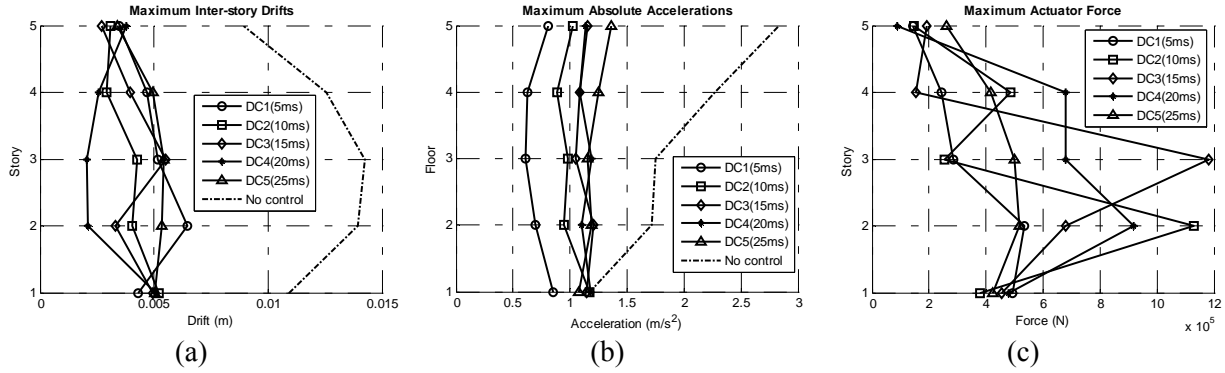 Maximum Inter-story Drifts
5
4
3
2
1
Story
0
0.005
0.01
0.015
Drift (m)
DC1(5ms)
DC2(10ms)
DC3(15ms)
DC4(20ms)
DC5(25ms)
No control
(a)
Maximum Absolute Accelerations
5
4
3
2
1
Floor
0
0.5
1
1.5
2
2.5
3
Acceleration (m/s²)
DC1(5ms)
DC2(10ms)
DC3(15ms)
DC4(20ms)
DC5(25ms)
No control
(b)
Maximum Actuator Force
5
4
3
2
1
Story
0
2
4
6
8
10
12
x 10⁵
Force (N)
DC1(5ms)
DC2(10ms)
DC3(15ms)
DC4(20ms)
DC5(25ms)
(c)